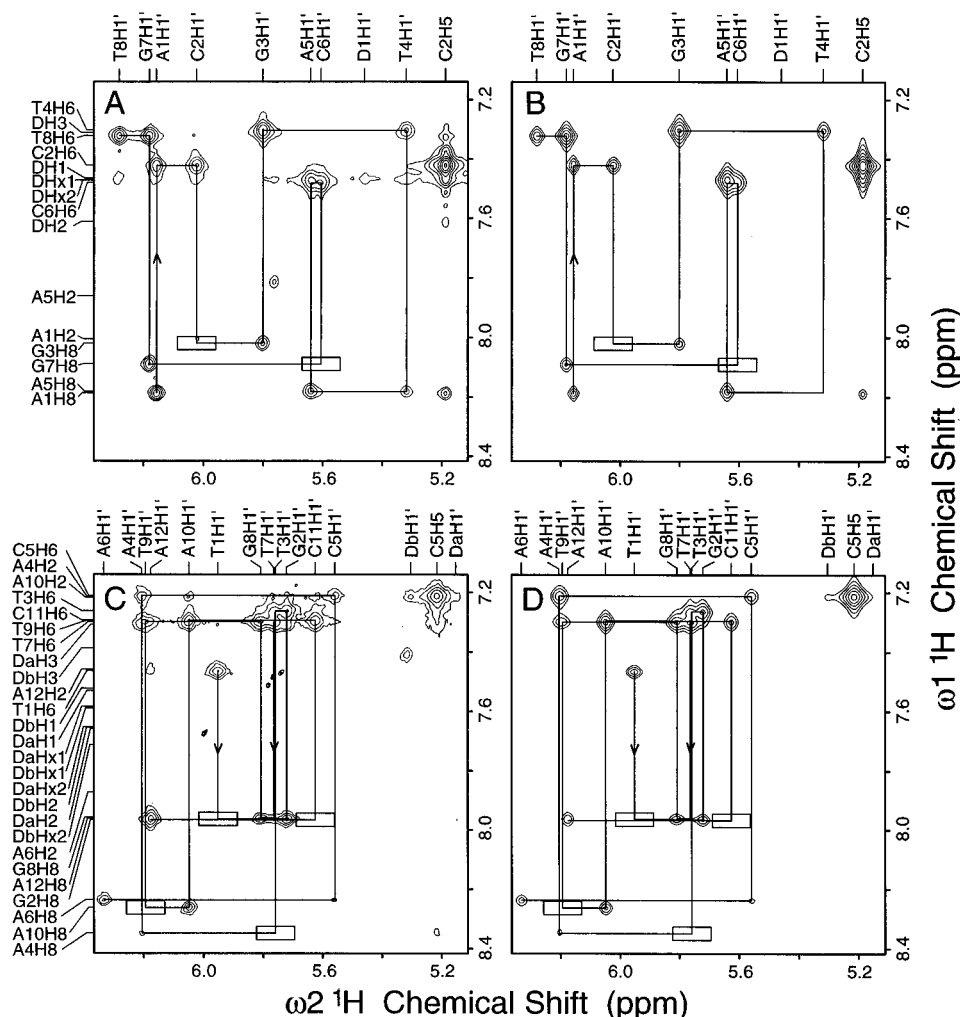 T8H1' G7H1' A1H1' C2H1' G3H1' A5H1' C6H1' D1H1' T4H1' C2H5
T8H1' G7H1' A1H1' C2H1' G3H1' A5H1' C6H1' D1H1' T4H1' C2H5
A
B
T4H6
DH3
T8H6
C2H6
DH1
DHx1
DHx2
C6H6
DH2
A5H2
A1H2
G3H8
G7H8
A5H8
A1H8
7.2
7.6
8.0
8.4
7.2
7.6
8.0
8.4
6.0 5.6 5.2
6.0 5.6 5.2
A6H1' A4H1' T9H1' A12H1' A10H1' T1H1' G8H1' T7H1' T3H1' G2H1' C11H1' C5H1' DbH1' C5H5 DaH1'
A6H1' A4H1' T9H1' A12H1' A10H1' T1H1' G8H1' T7H1' T3H1' G2H1' C11H1' C5H1' DbH1' C5H5 DaH1'
C
D
C5H6
A4H2
A10H2
T3H6
C11H6
T9H6
T7H6
DaH3
DbH3
A12H2
T1H6
DbH1
DaH1
DaHx1
DbHx1
DaHx2
DbH2
DaH2
DbHx2
A6H2
G8H8
A12H8
G2H8
A6H8
A10H8
A4H8
7.2
7.6
8.0
8.4
7.2
7.6
8.0
8.4
6.0 5.6 5.2
6.0 5.6 5.2
ω2 ¹H Chemical Shift (ppm)
ω1 ¹H Chemical Shift (ppm)